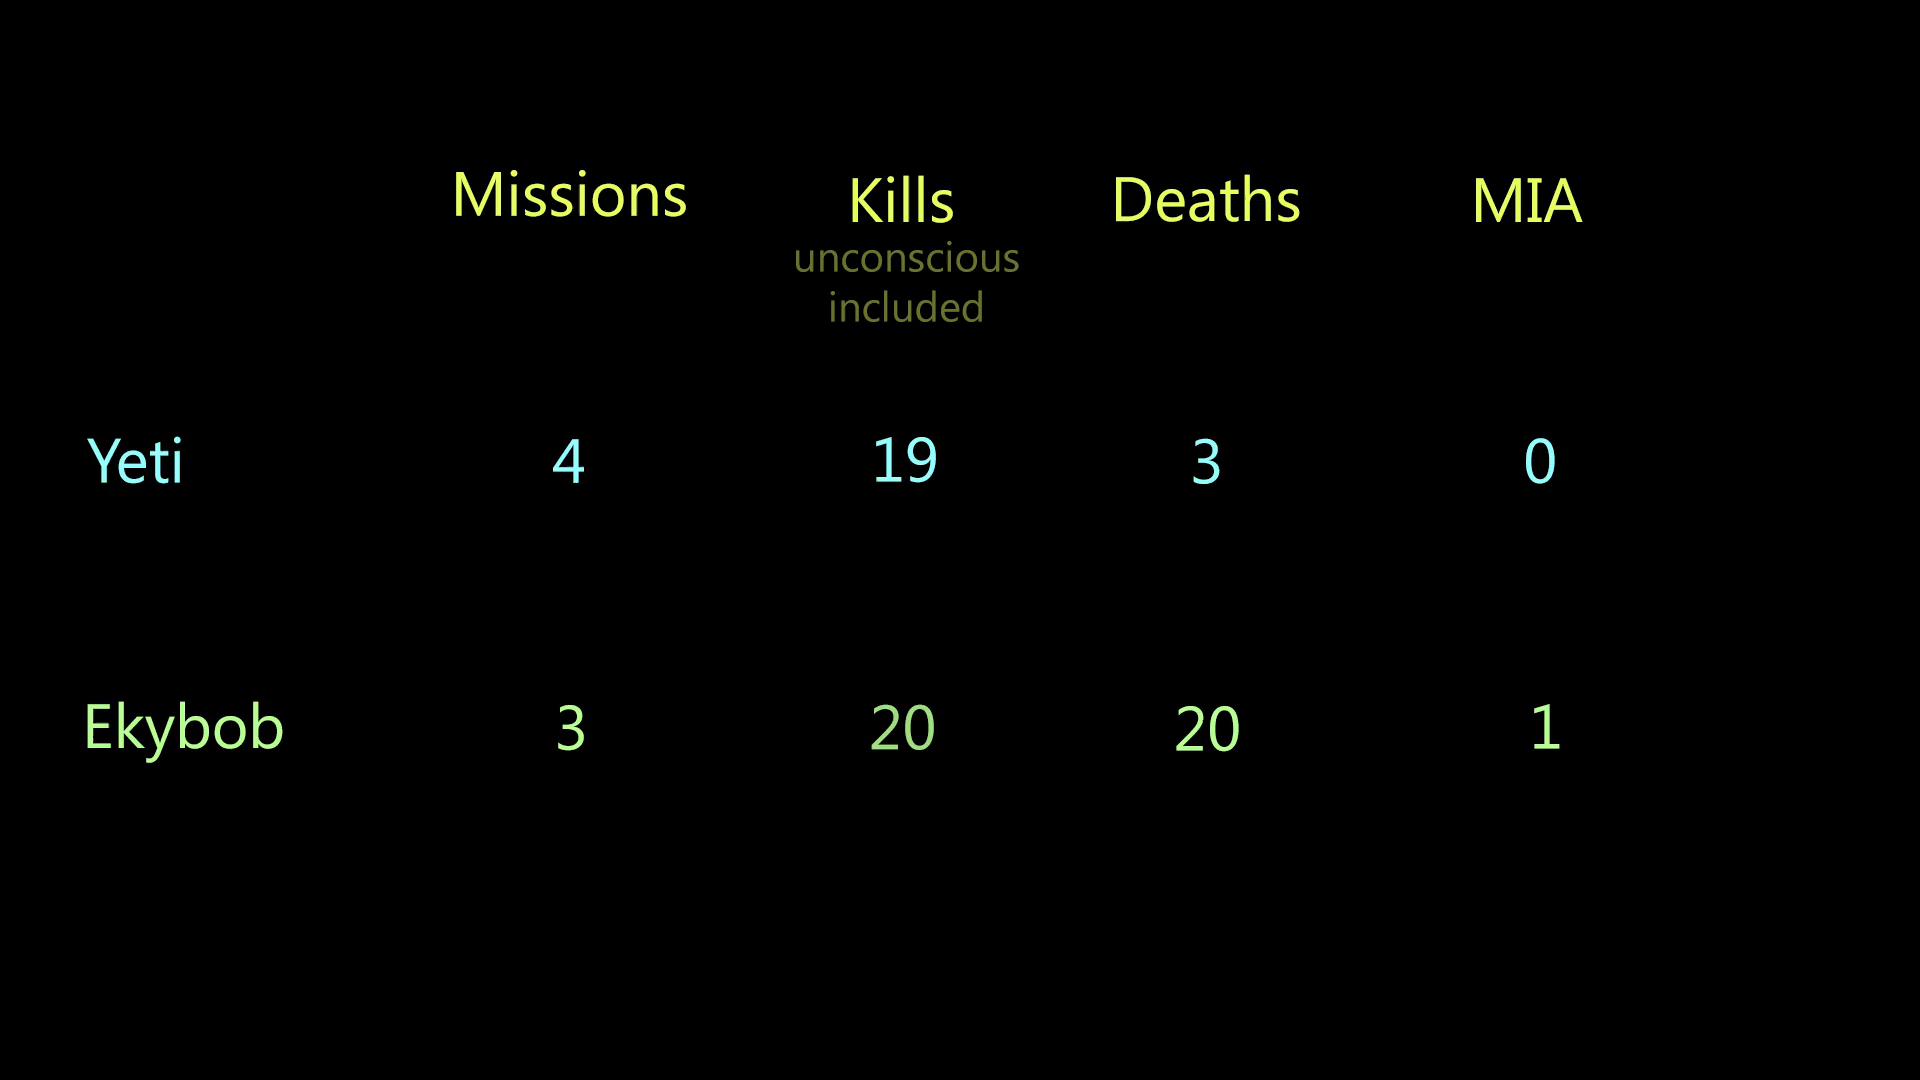 Missions Kills Deaths MIA
unconscious
included
Yeti 4 19 3 0
Ekybob 3 20 20 1